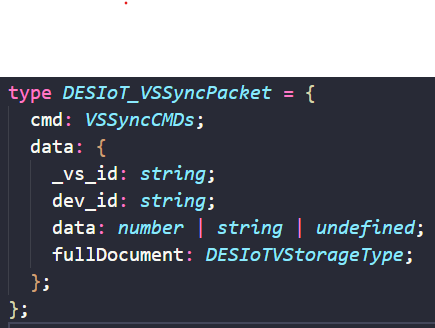 type DESIoT_VSSyncPacket = {
  cmd: VSSyncCMDs;
  data: {
    _vs_id: string;
    dev_id: string;
    data: number | string | undefined;
    fullDocument: DESIoTVStorageType;
  };
};